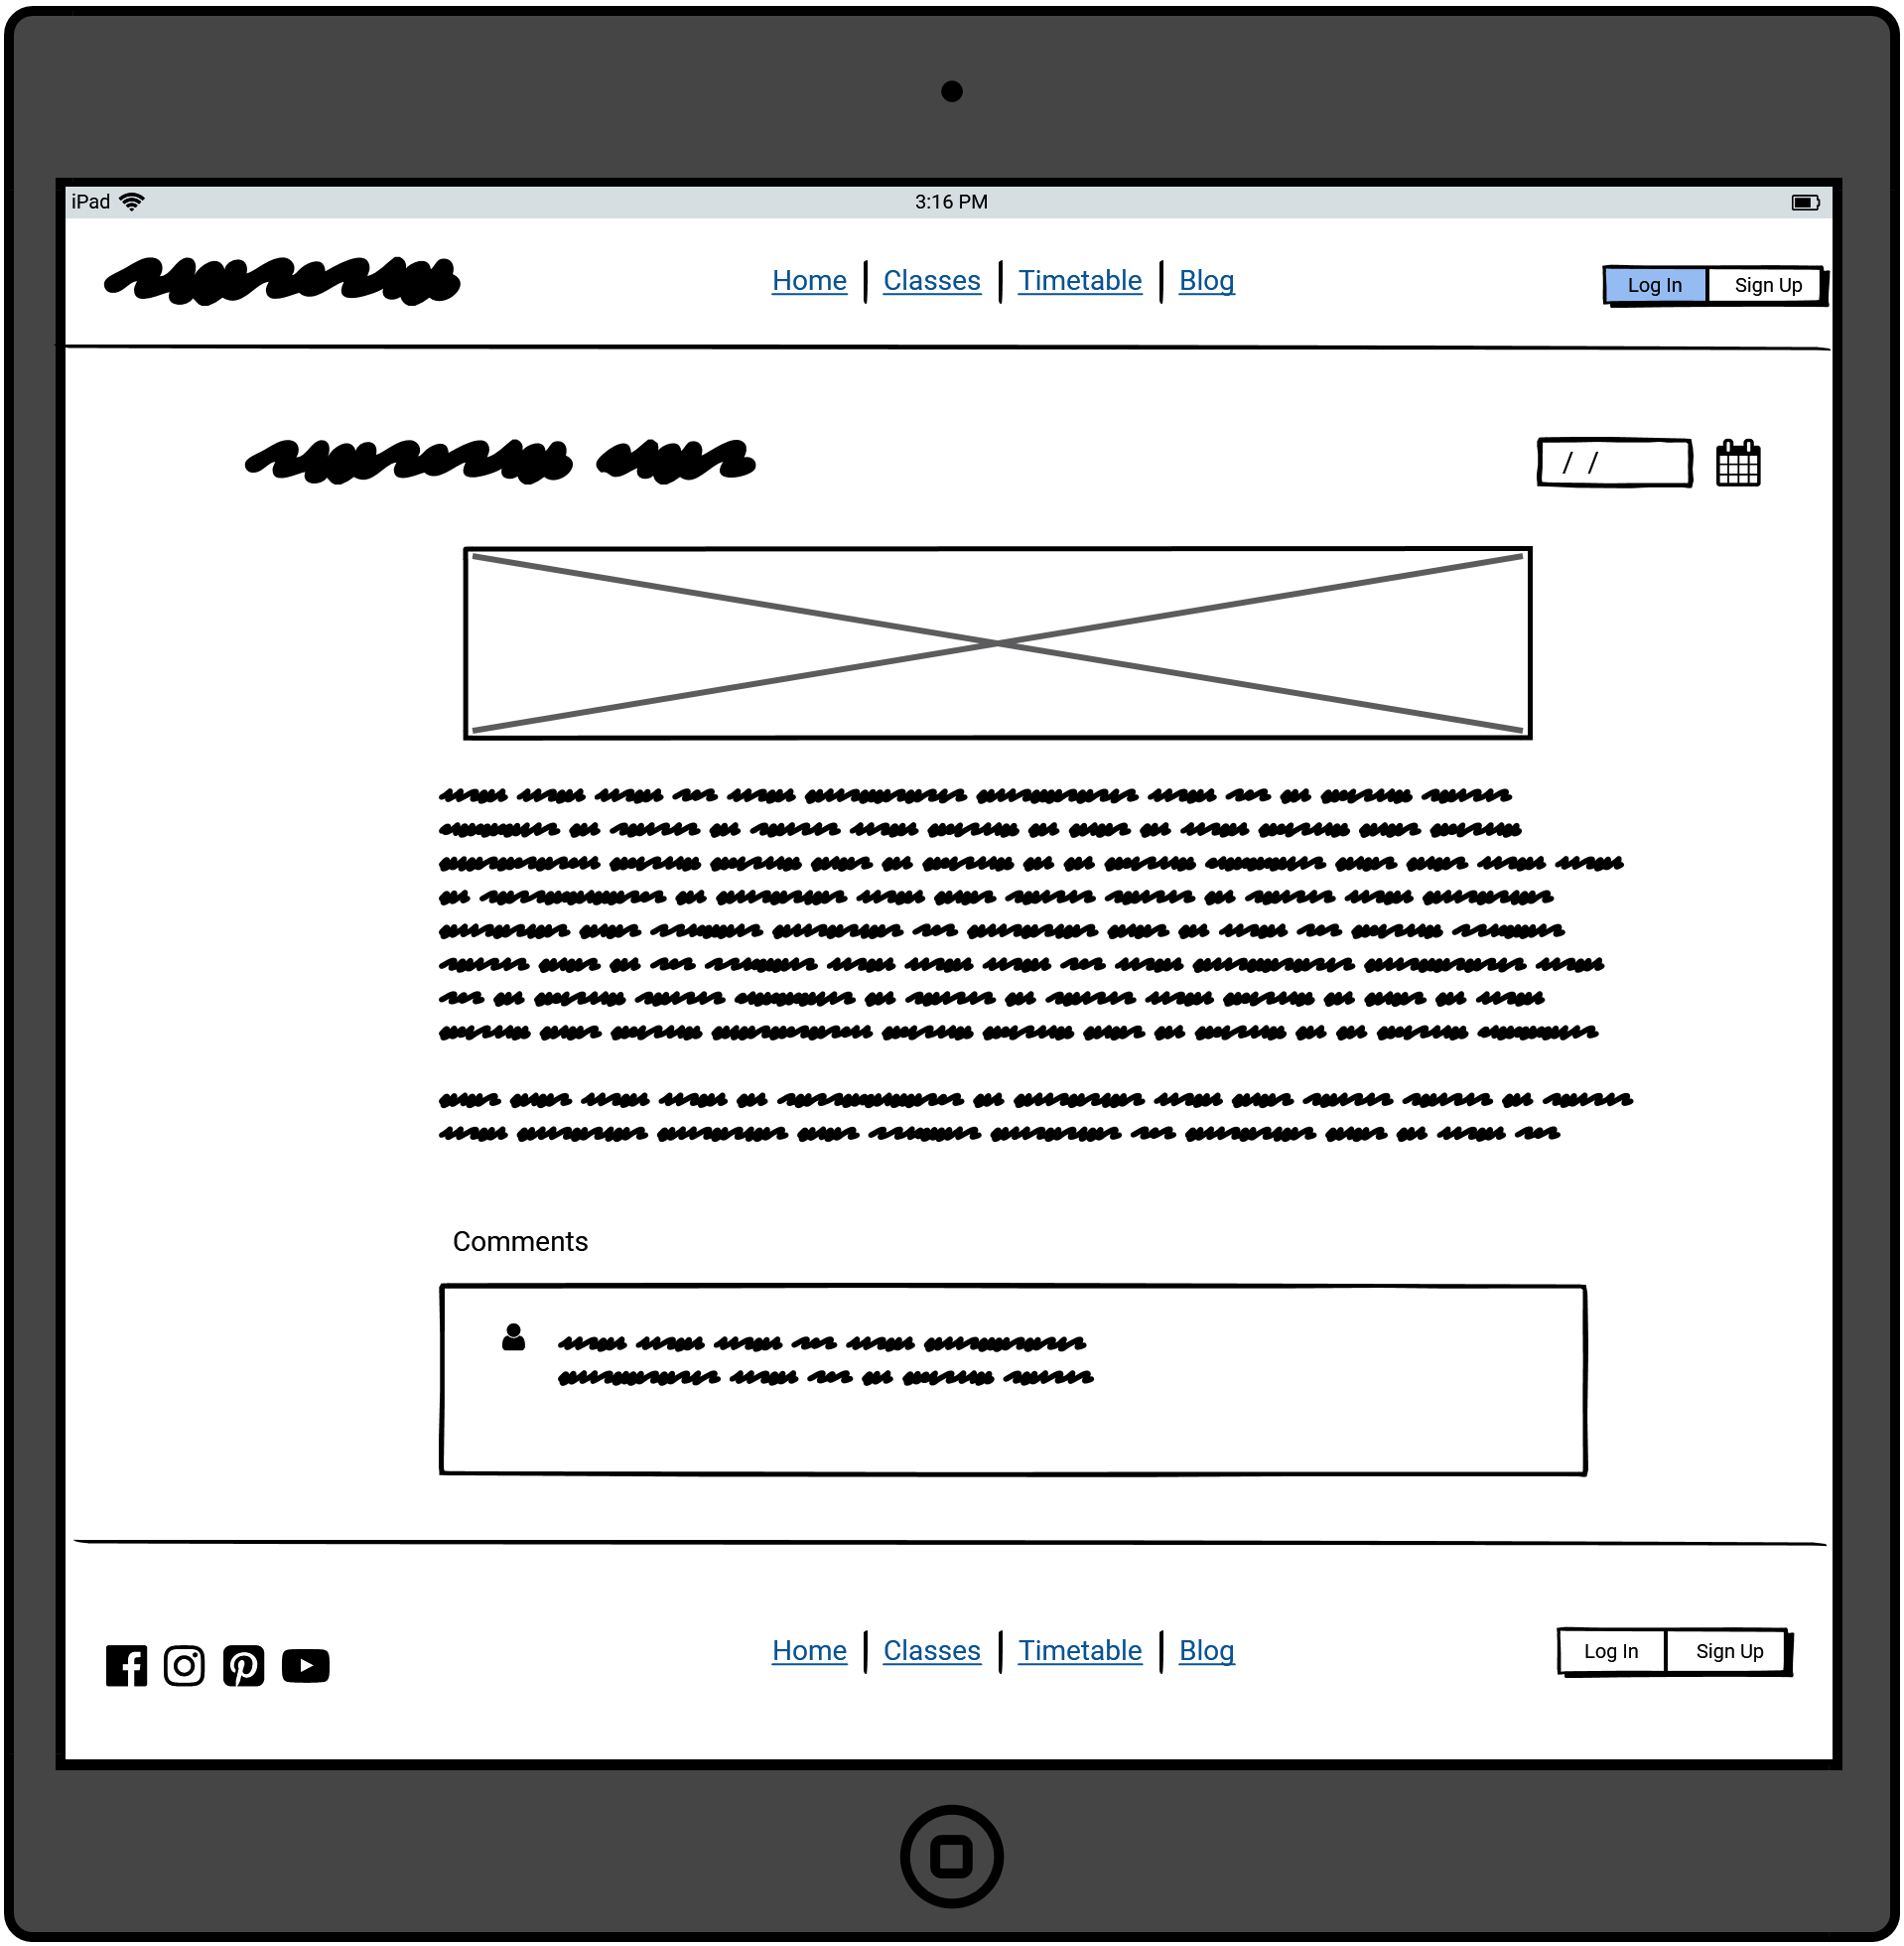 iPad 3:16 PM
Home Classes Timetable Blog Log In Sign Up
/ /
Comments
Home Classes Timetable Blog Log In Sign Up